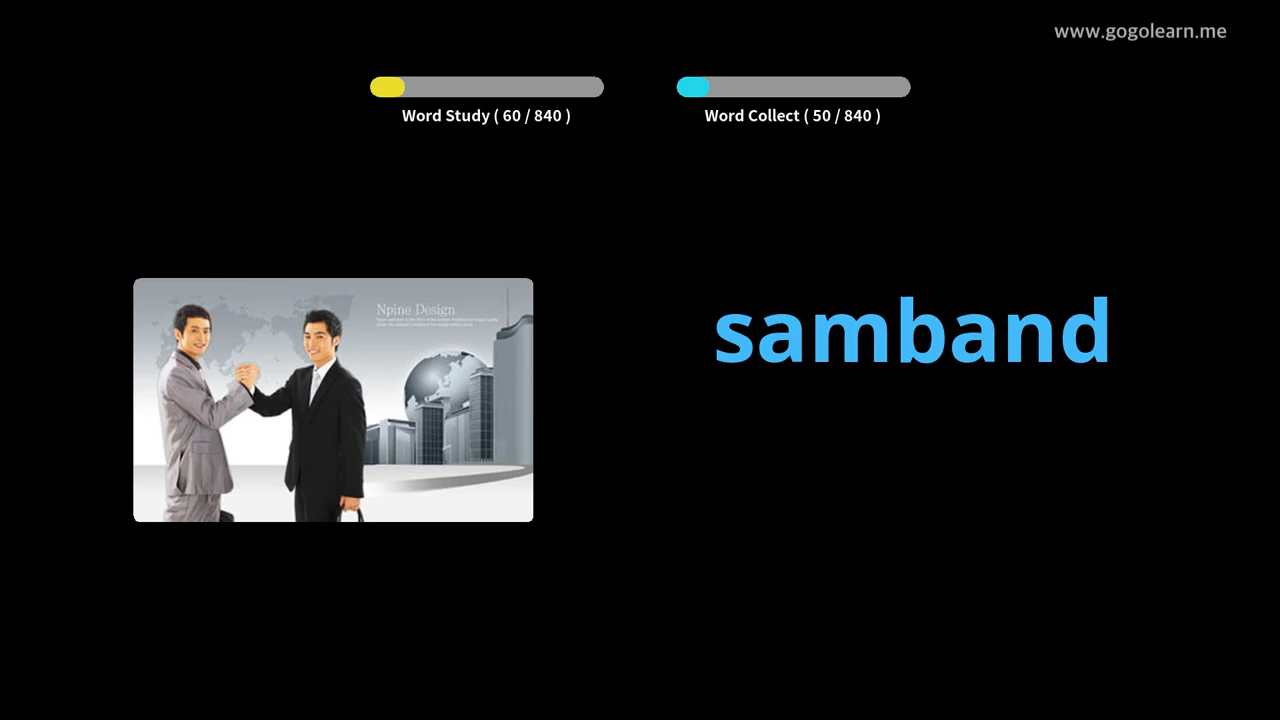 www.gogolearn.me
Word Study ( 60 / 840 )
Word Collect ( 50 / 840 )
Npine Design
samband